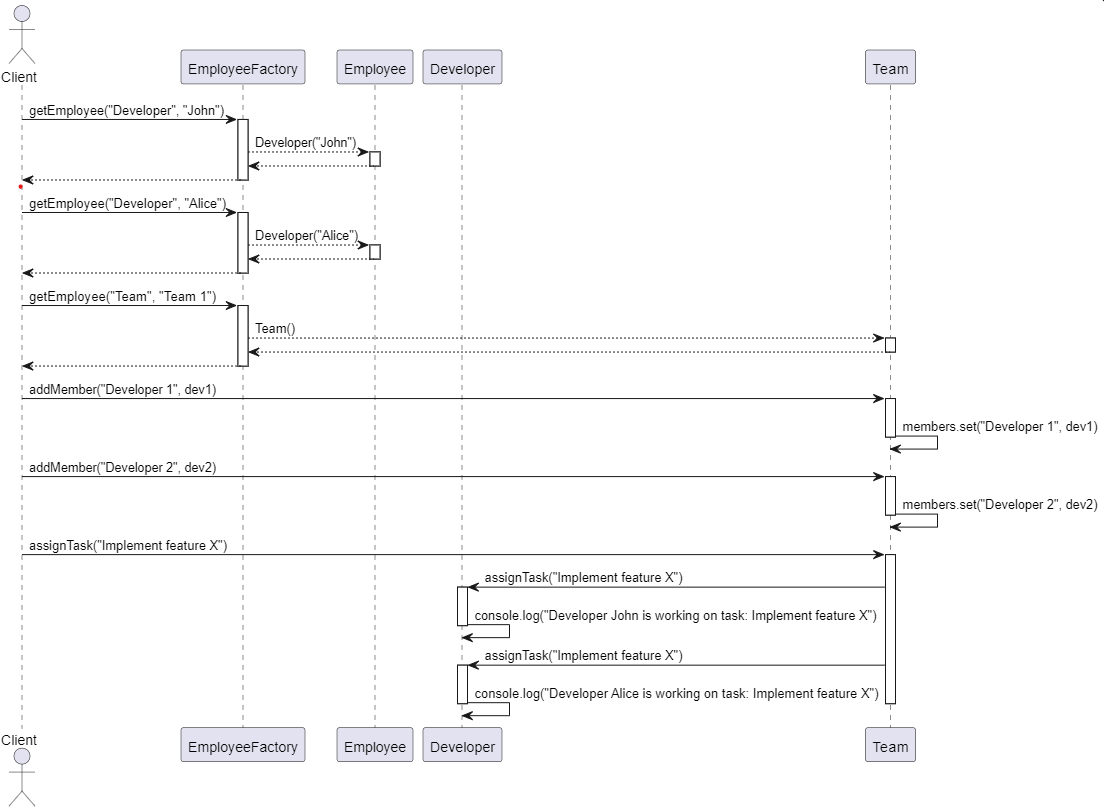 Client
EmployeeFactory
Employee
Developer
Team
getEmployee("Developer", "John")
Developer("John")
getEmployee("Developer", "Alice")
Developer("Alice")
getEmployee("Team", "Team 1")
Team()
addMember("Developer 1", dev1)
members.set("Developer 1", dev1)
addMember("Developer 2", dev2)
members.set("Developer 2", dev2)
assignTask("Implement feature X")
assignTask("Implement feature X")
console.log("Developer John is working on task: Implement feature X")
assignTask("Implement feature X")
console.log("Developer Alice is working on task: Implement feature X")
Client
EmployeeFactory
Employee
Developer
Team